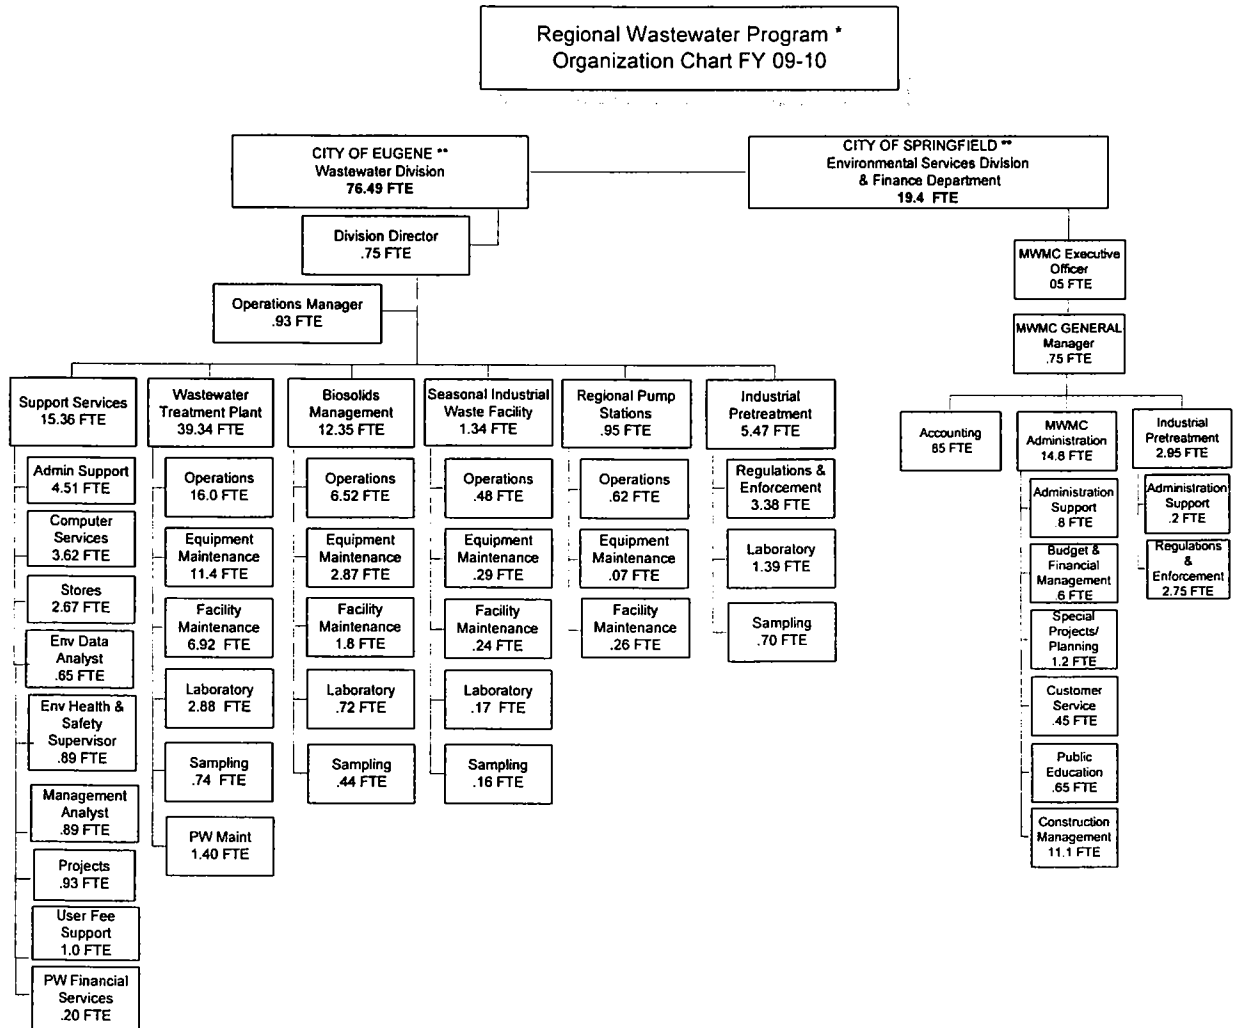 Regional Wastewater Program *
Organization Chart FY 09-10
CITY OF EUGENE **
Wastewater Division
76.49 FTE
CITY OF SPRINGFIELD **
Environmental Services Division
& Finance Department
19.4 FTE
Division Director
.75 FTE
Operations Manager
.93 FTE
MWMC Executive
Officer
05 FTE
MWMC GENERAL
Manager
.75 FTE
Support Services
15.36 FTE
Admin Support
4.51 FTE
Computer
Services
3.62 FTE
Stores
2.67 FTE
Env Data
Analyst
.65 FTE
Env Health &
Safety
Supervisor
.89 FTE
Management
Analyst
.89 FTE
Projects
.93 FTE
User Fee
Support
1.0 FTE
PW Financial
Services
.20 FTE
Wastewater
Treatment Plant
39.34 FTE
Operations
16.0 FTE
Equipment
Maintenance
11.4 FTE
Facility
Maintenance
6.92 FTE
Laboratory
2.88 FTE
Sampling
.74 FTE
PW Maint
1.40 FTE
Biosolids
Management
12.35 FTE
Operations
6.52 FTE
Equipment
Maintenance
2.87 FTE
Facility
Maintenance
1.8 FTE
Laboratory
.72 FTE
Sampling
.44 FTE
Seasonal Industrial
Waste Facility
1.34 FTE
Operations
.48 FTE
Equipment
Maintenance
.29 FTE
Facility
Maintenance
.24 FTE
Laboratory
.17 FTE
Sampling
.16 FTE
Regional Pump
Stations
.95 FTE
Operations
.62 FTE
Equipment
Maintenance
.07 FTE
Facility
Maintenance
.26 FTE
Industrial
Pretreatment
5.47 FTE
Regulations &
Enforcement
3.38 FTE
Laboratory
1.39 FTE
Sampling
.70 FTE
Accounting
85 FTE
MWMC
Administration
14.8 FTE
Administration
Support
.8 FTE
Budget &
Financial
Management
.6 FTE
Special
Projects/
Planning
1.2 FTE
Customer
Service
.45 FTE
Public
Education
.65 FTE
Construction
Management
11.1 FTE
Industrial
Pretreatment
2.95 FTE
Administration
Support
.2 FTE
Regulations
& Enforcement
2.75 FTE